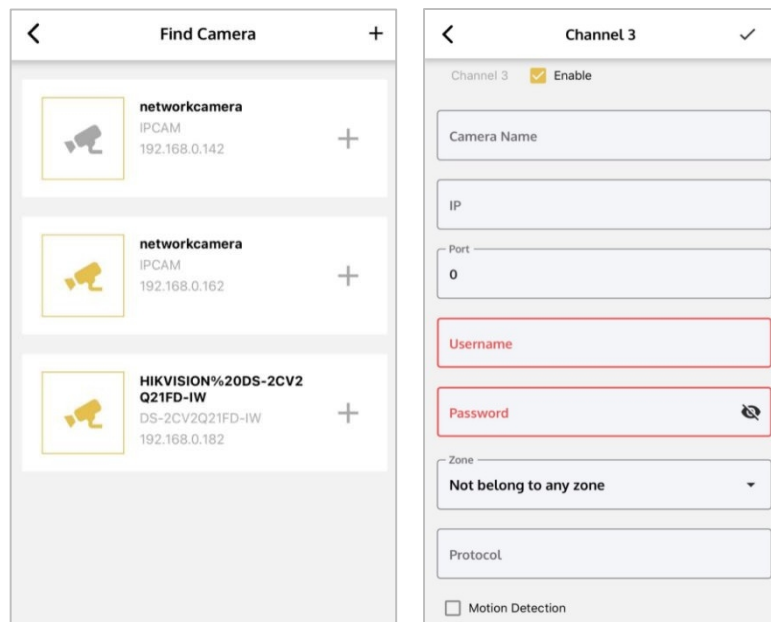 Find Camera
networkcamera
IPCAM
192.168.0.142
networkcamera
IPCAM
192.168.0.162
HIKVISION%20DS-2CV2
Q21FD-IW
DS-2CV2Q21FD-IW
192.168.0.182
Channel 3
Channel 3 Enable
Camera Name
IP
Port
0
Username
Password
Zone
Not belong to any zone
Protocol
Motion Detection